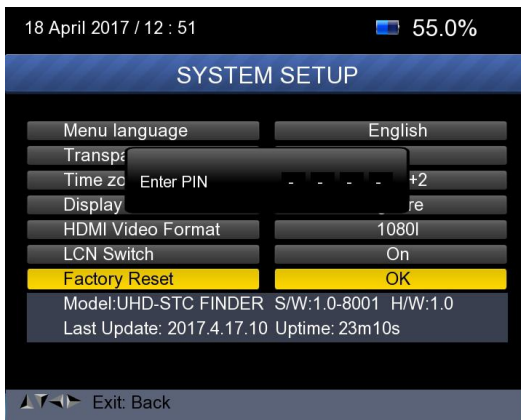 18 April 2017 / 12 : 51 55.0%
SYSTEM SETUP
Menu language English
Time zo +2
Enter PIN - - - -
Display re
HDMI Video Format 1080I
LCN Switch On
Factory Reset OK
Model:UHD-STC FINDER S/W:1.0-8001 H/W:1.0
Last Update: 2017.4.17.10 Uptime: 23m10s
Exit: Back